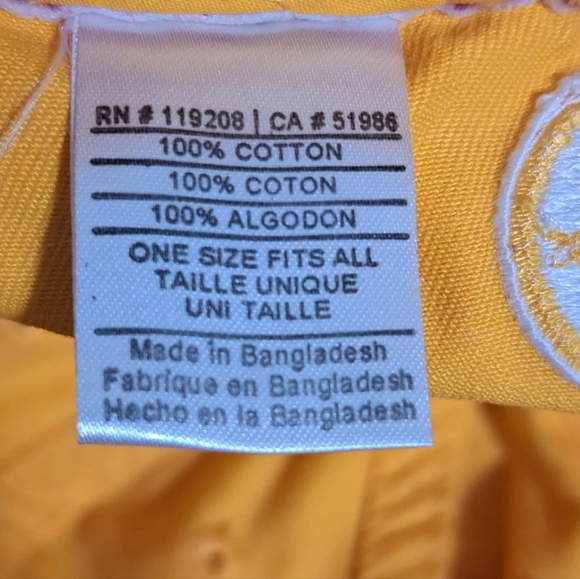 RN # 119208 | CA # 51986
100% COTTON
100% COTON
100% ALGODON
ONE SIZE FITS ALL
TAILLE UNIQUE
UNI TAILLE
Made in Bangladesh
Fabrique en Bangladesh
Hecho en la Bangladesh